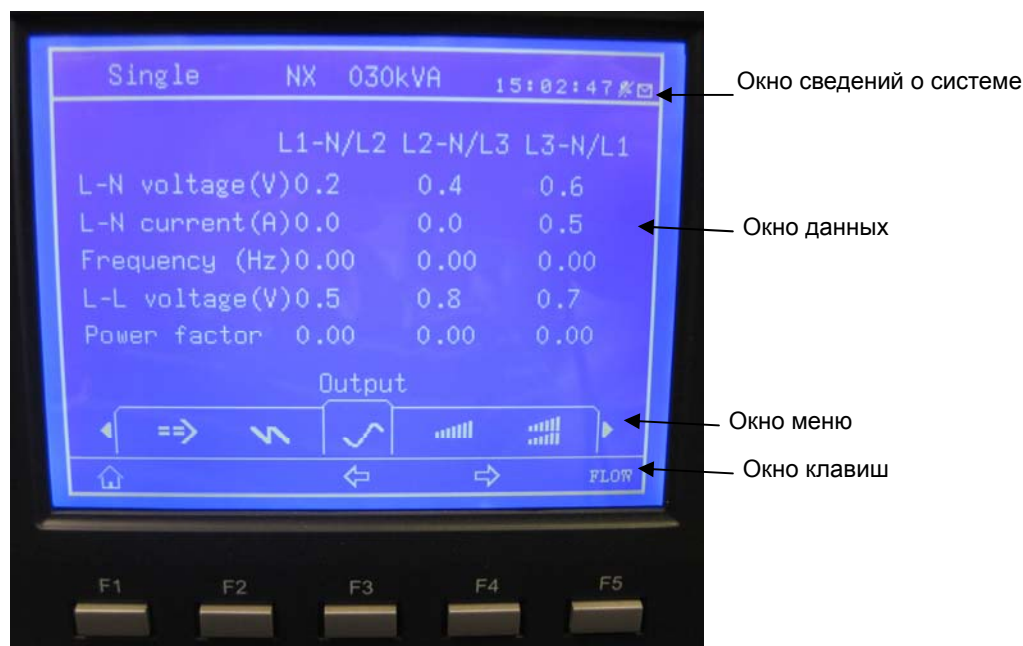 Single NX 030kVA 15:02:47
Окно сведений о системе
L1-N/L2 L2-N/L3 L3-N/L1
L-N voltage(V)0.2 0.4 0.6
L-N current(A)0.0 0.0 0.5
Окно данных
Frequency (Hz)0.00 0.00 0.00
L-L voltage(V)0.5 0.8 0.7
Power factor 0.00 0.00 0.00
Output
Окно меню
FLOW
Окно клавиш
F1 F2 F3 F4 F5